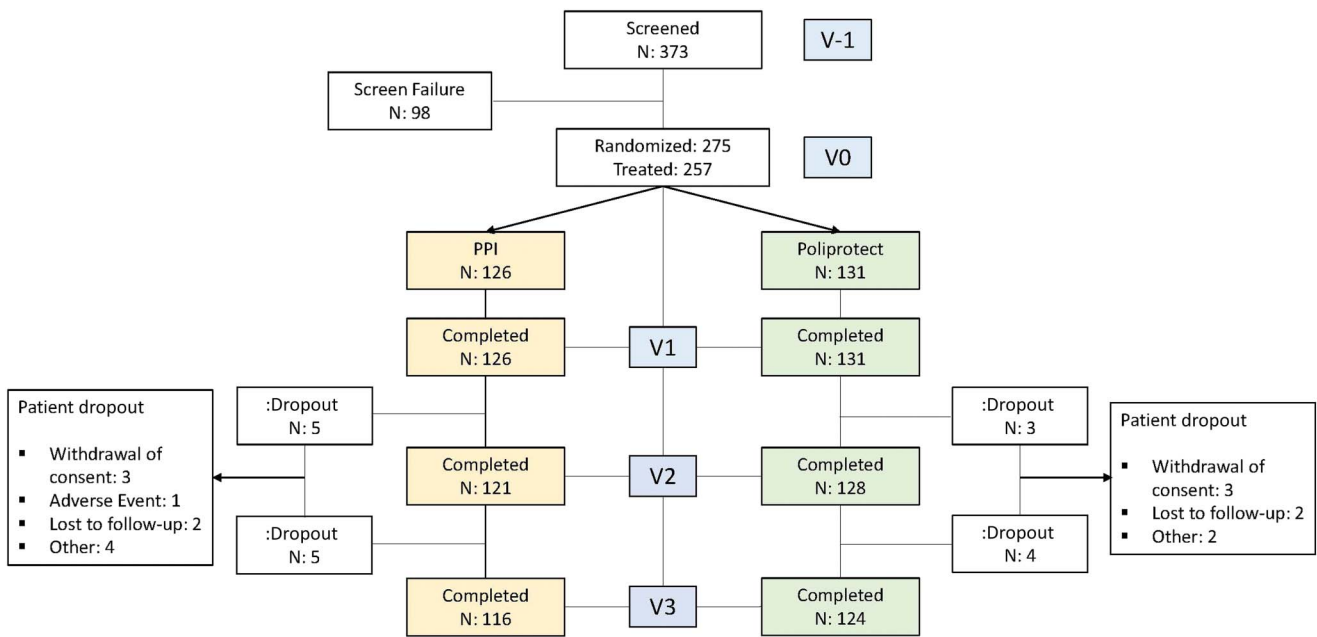 Screened
N: 373
V-1
Screen Failure
N: 98
Randomized: 275
Treated: 257
V0
PPI
N: 126
Poliprotect
N: 131
Completed
N: 126
V1
Completed
N: 131
Patient dropout
▪ Withdrawal of
consent: 3
▪ Adverse Event: 1
▪ Lost to follow-up: 2
▪ Other: 4
:Dropout
N: 5
:Dropout
N: 3
Patient dropout
▪ Withdrawal of
consent: 3
▪ Lost to follow-up: 2
▪ Other: 2
Completed
N: 121
V2
Completed
N: 128
:Dropout
N: 5
:Dropout
N: 4
Completed
N: 116
V3
Completed
N: 124